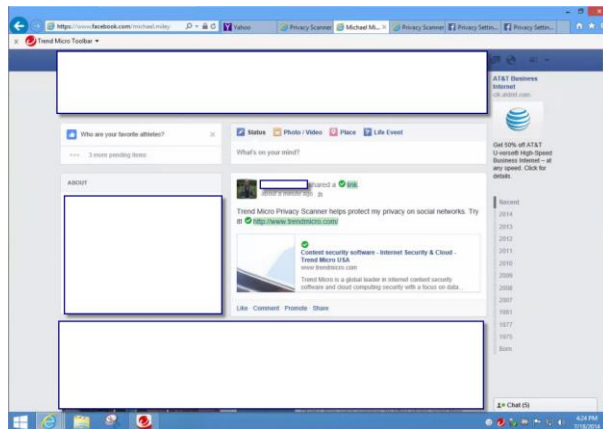 https://www.facebook.com/michael.miley
Yahoo
Privacy Scanner
Michael Mi...
Privacy Scanner
Privacy Settin...
Privacy Settin...
Trend Micro Toolbar
AT&T Business
Internet
Get 50% off AT&T
U-verse® High-Speed
Business Internet – at
any speed. Click for
details.
Who are your favorite athletes?
3 more pending items
Status
Photo / Video
Place
Life Event
What's on your mind?
ABOUT
shared a link.
about a minute ago
Trend Micro Privacy Scanner helps protect my privacy on social networks. Try
it! http://www.trendmicro.com/
Content security software - Internet Security & Cloud -
Trend Micro USA
www.trendmicro.com
Trend Micro is a global leader in internet content security
software and cloud computing security with a focus on data...
Like · Comment · Promote · Share
Recent
2014
2013
2012
2011
2010
2009
2008
2007
1981
1977
1975
Born
Chat (5)
4:24 PM
7/18/2014